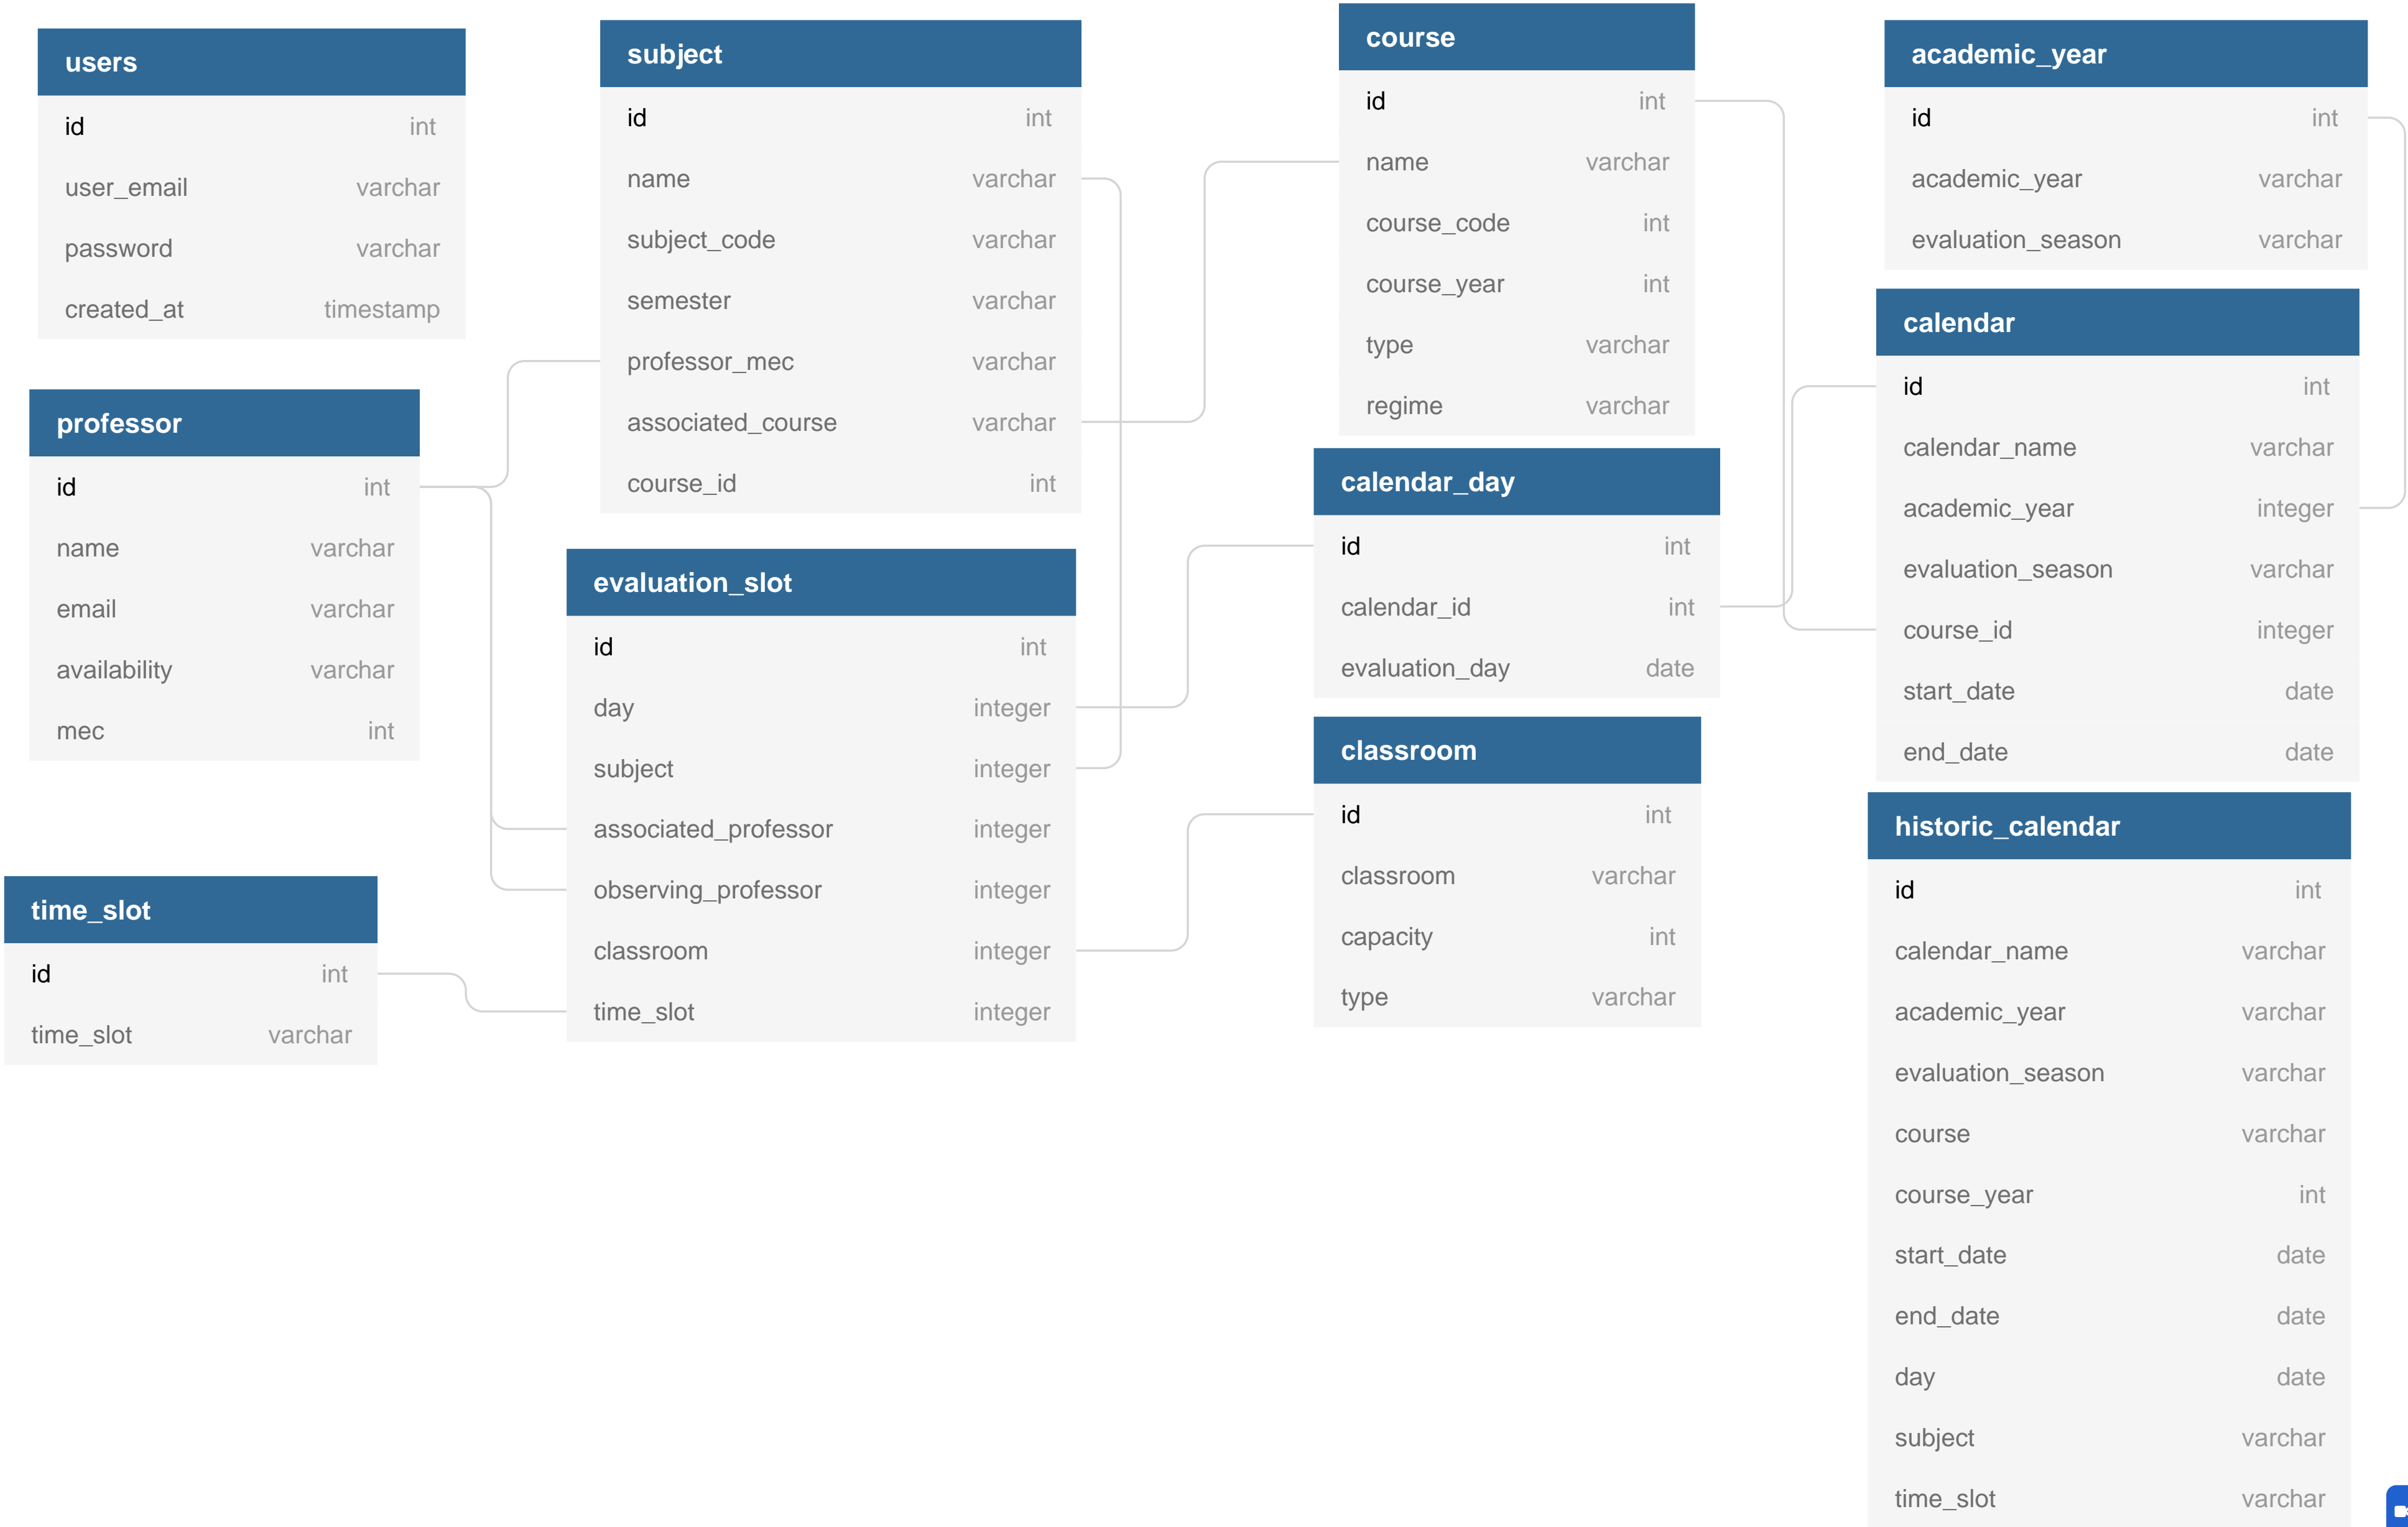 users
id int
user_email varchar
password varchar
created_at timestamp
professor
id int
name varchar
email varchar
availability varchar
mec int
time_slot
id int
time_slot varchar
subject
id int
name varchar
subject_code varchar
semester varchar
professor_mec varchar
associated_course varchar
course_id int
evaluation_slot
id int
day integer
subject integer
associated_professor integer
observing_professor integer
classroom integer
time_slot integer
course
id int
name varchar
course_code int
course_year int
type varchar
regime varchar
calendar_day
id int
calendar_id int
evaluation_day date
classroom
id int
classroom varchar
capacity int
type varchar
academic_year
id int
academic_year varchar
evaluation_season varchar
calendar
id int
calendar_name varchar
academic_year integer
evaluation_season varchar
course_id integer
start_date date
end_date date
historic_calendar
id int
calendar_name varchar
academic_year varchar
evaluation_season varchar
course varchar
course_year int
start_date date
end_date date
day date
subject varchar
time_slot varchar